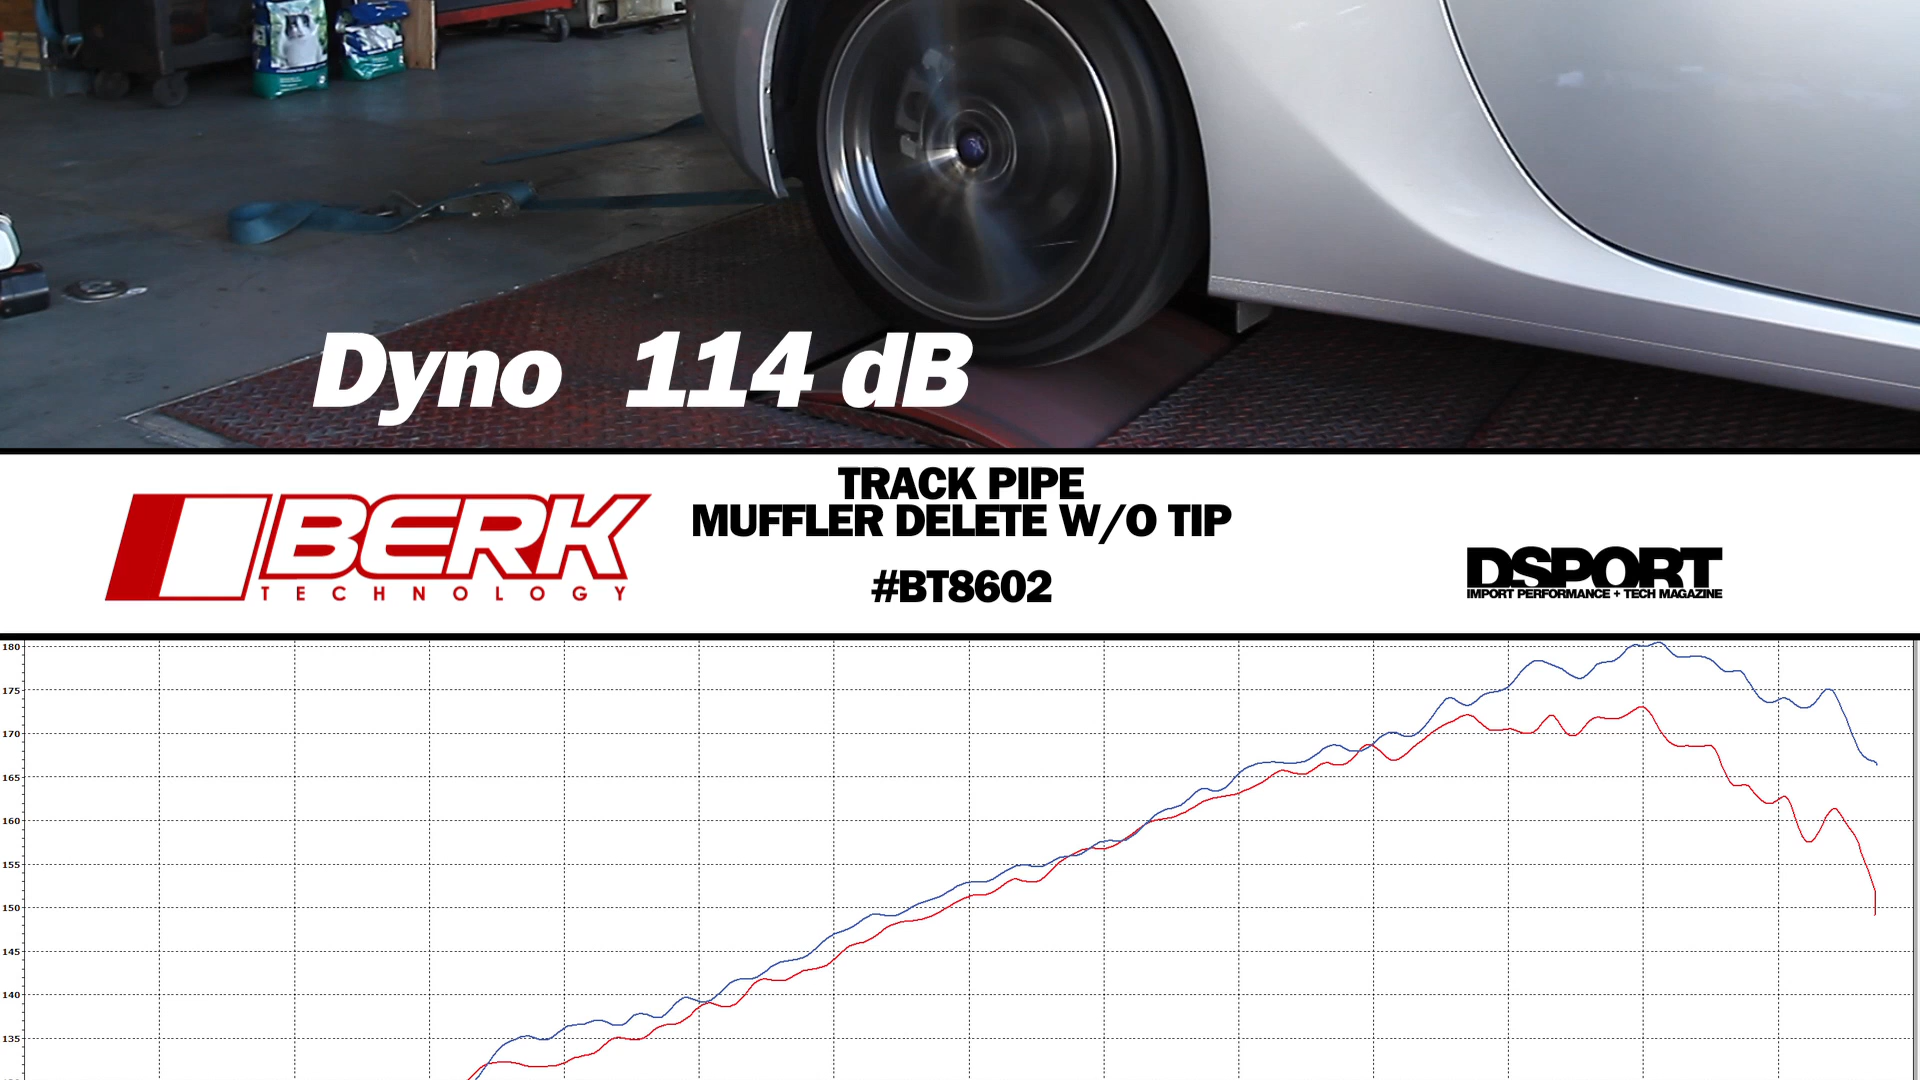 Dyno 114 dB
BERK
TECHNOLOGY
TRACK PIPE
MUFFLER DELETE W/O TIP
#BT8602
DSPORT
IMPORT PERFORMANCE + TECH MAGAZINE
180
175
170
165
160
155
150
145
140
135